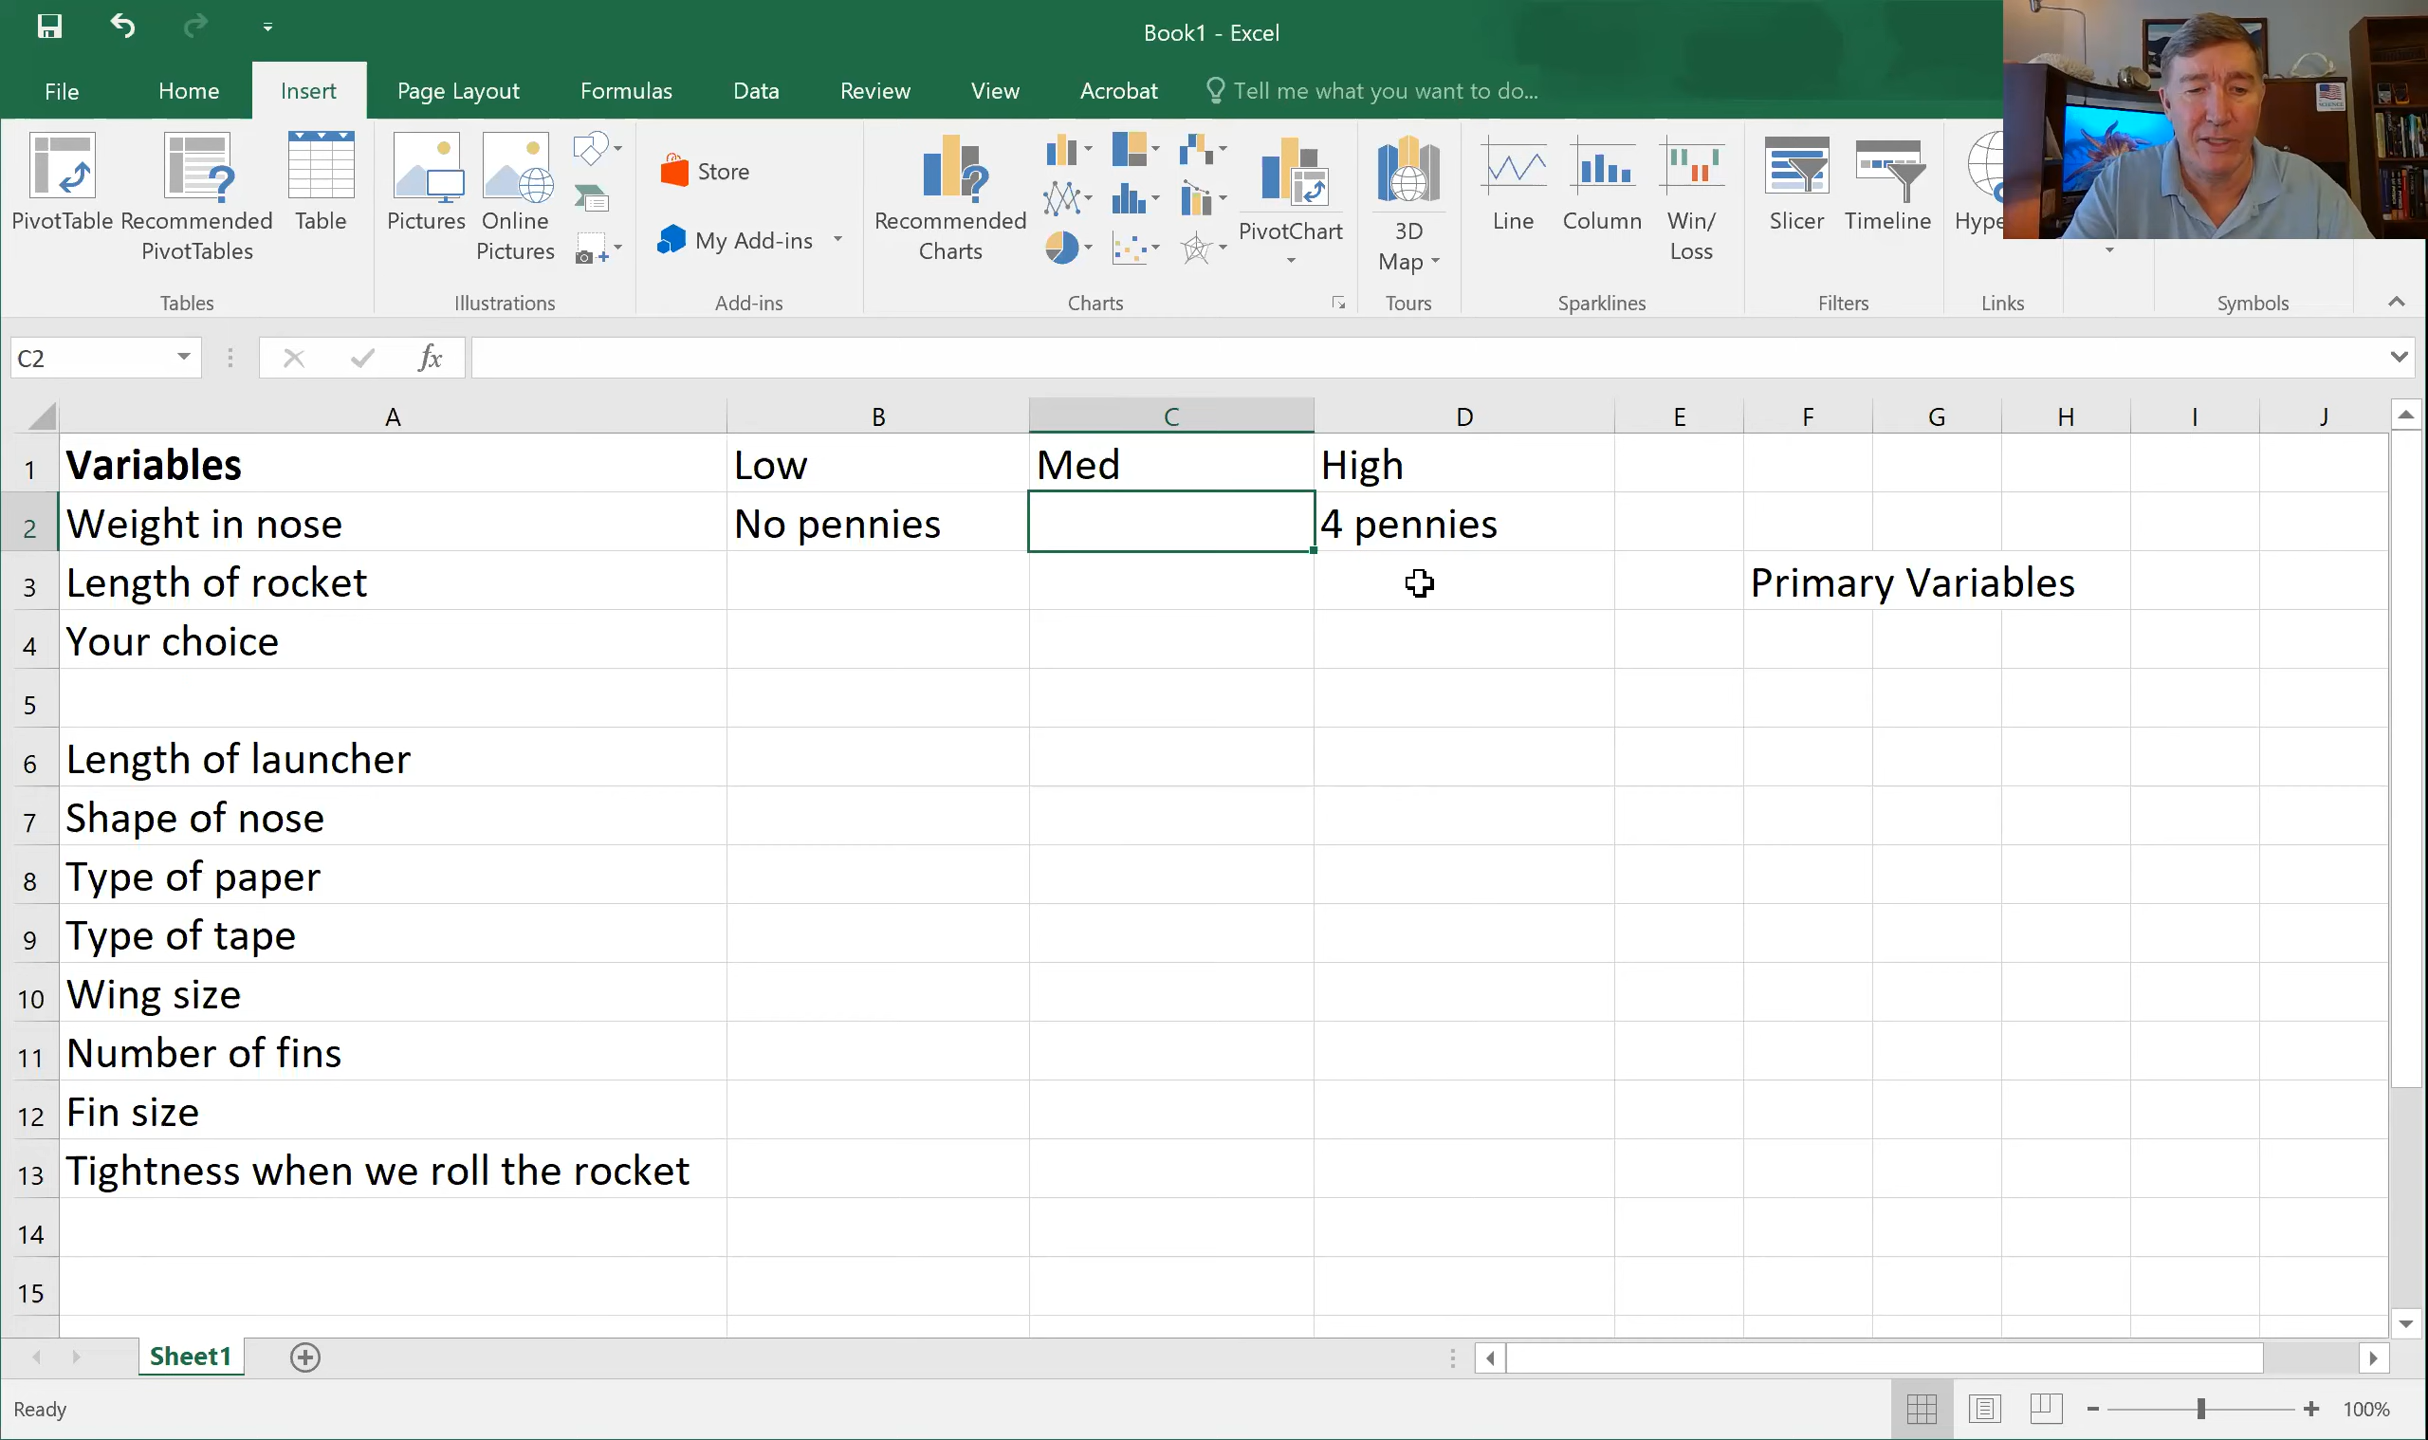 Book1 - Excel
File Home Insert Page Layout Formulas Data Review View Acrobat Tell me what you want to do...
PivotTable
Recommended PivotTables
Table
Tables
Pictures
Online Pictures
Illustrations
Store
My Add-ins
Add-ins
Recommended Charts
PivotChart
Charts
3D Map
Tours
Line
Column
Win/ Loss
Sparklines
Slicer
Timeline
Filters
Links
Symbols
C2 fx
A B C D E F G H I J
1 Variables Low Med High
2 Weight in nose No pennies 4 pennies
3 Length of rocket Primary Variables
4 Your choice
5
6 Length of launcher
7 Shape of nose
8 Type of paper
9 Type of tape
10 Wing size
11 Number of fins
12 Fin size
13 Tightness when we roll the rocket
14
15
Sheet1
Ready 100%